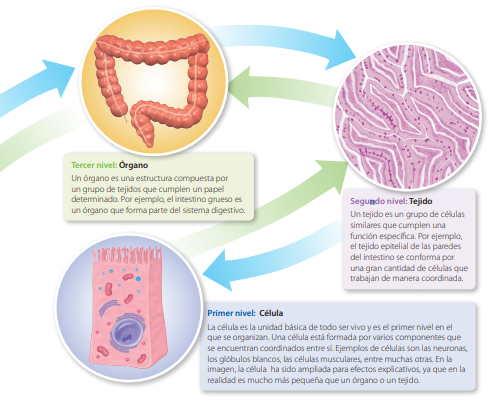 Tercer nivel: Órgano
Un órgano es una estructura compuesta por
un grupo de tejidos que cumplen un papel
determinado. Por ejemplo, el intestino grueso es
un órgano que forma parte del sistema digestivo.
Segundo nivel: Tejido
Un tejido es un grupo de células
similares que cumplen una
función específica. Por ejemplo,
el tejido epitelial de las paredes
del intestino se conforma por
una gran cantidad de células que
trabajan de manera coordinada.
Primer nivel: Célula
La célula es la unidad básica de todo ser vivo y es el primer nivel en el
que se organizan. Una célula está formada por varios componentes que
se encuentran coordinados entre sí. Ejemplos de células son las neuronas,
los glóbulos blancos, las células musculares, entre muchas otras. En la
imagen, la célula ha sido ampliada para efectos explicativos, ya que en la
realidad es mucho más pequeña que un órgano o un tejido.